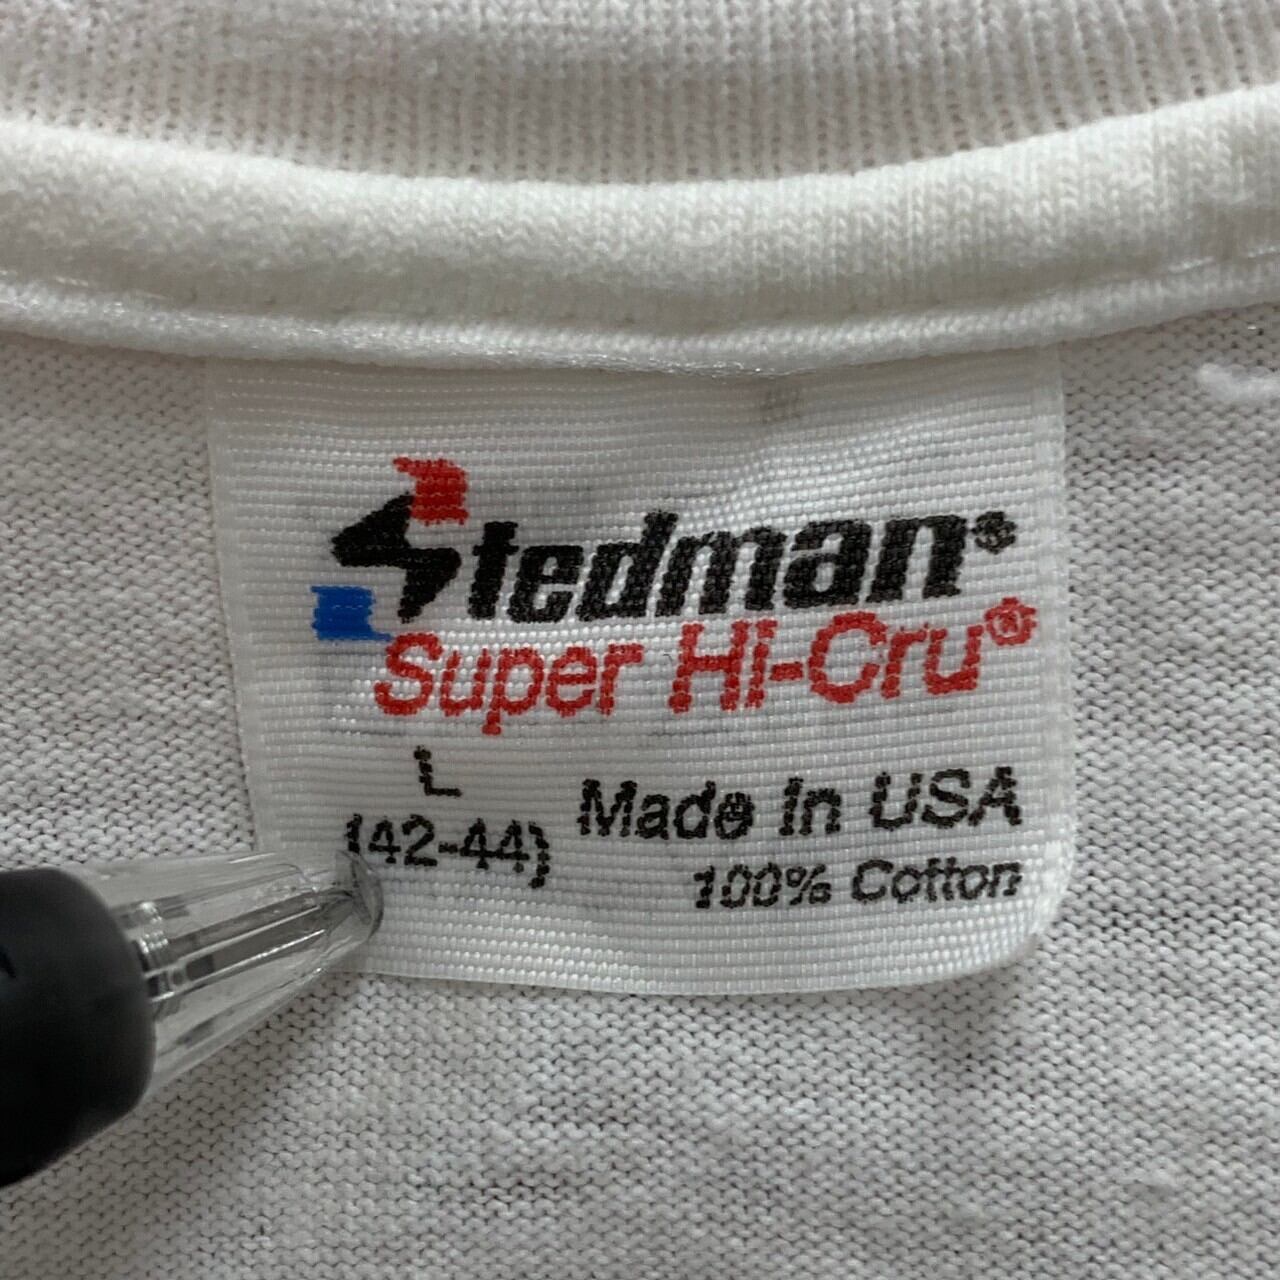 Stedman®
Super Hi-Cru®
L
(42-44)
Made In USA
100% Cotton